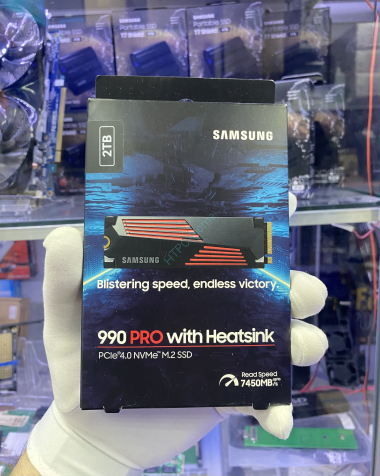 SAMSUNG
2TB
SAMSUNG
Blistering speed, endless victory.
990 PRO with Heatsink
PCIe® 4.0 NVMe™ M.2 SSD
Read Speed
7450MB